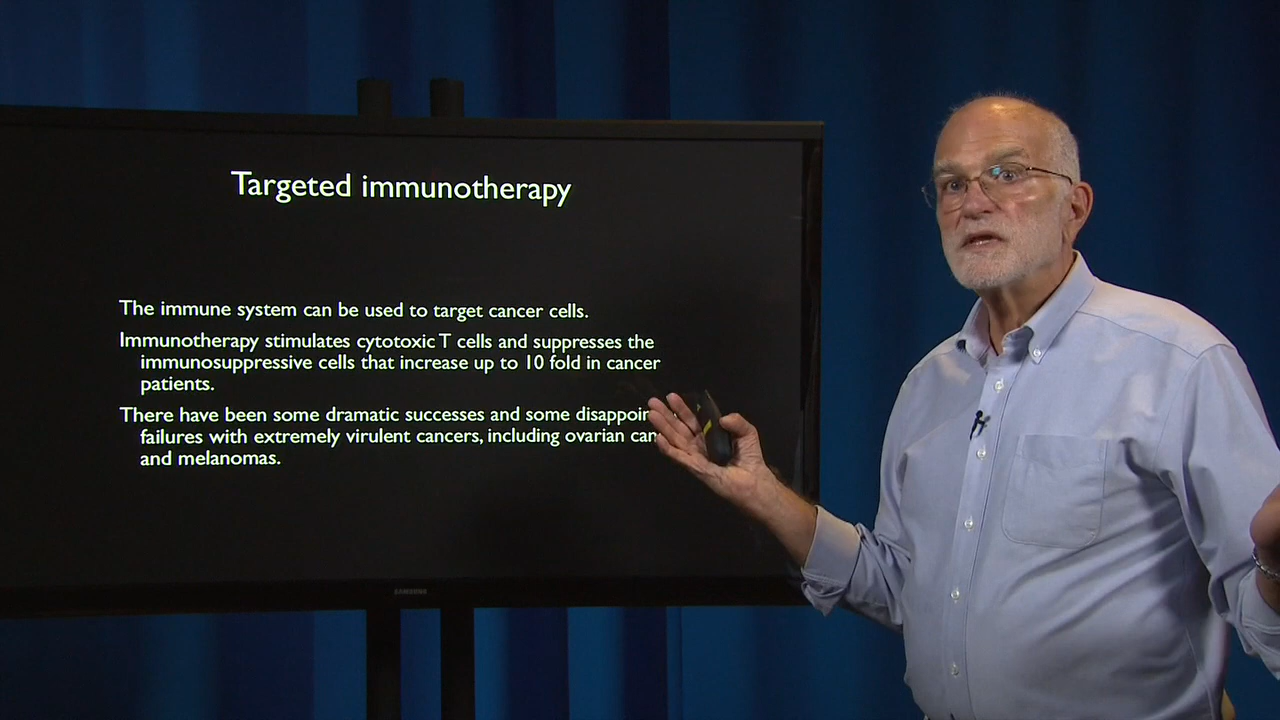 Targeted immunotherapy
The immune system can be used to target cancer cells.
Immunotherapy stimulates cytotoxic T cells and suppresses the
immunosuppressive cells that increase up to 10 fold in cancer
patients.
There have been some dramatic successes and some
failures with extremely virulent cancers, including ovarian
and melanomas.
SAMSUNG